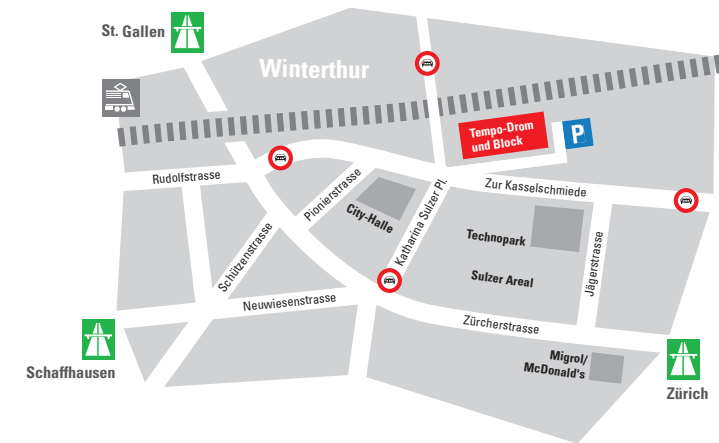 St. Gallen
Winterthur
Tempo-Drom
und Block
P
Rudolfstrasse
Pionierstrasse
City-Halle
Katharina Sulzer Pl.
Zur Kasselschmiede
Schützenstrasse
Technopark
Jägerstrasse
Sulzer Areal
Neuwiesenstrasse
Zürcherstrasse
Schaffhausen
Migrol/
McDonald's
Zürich